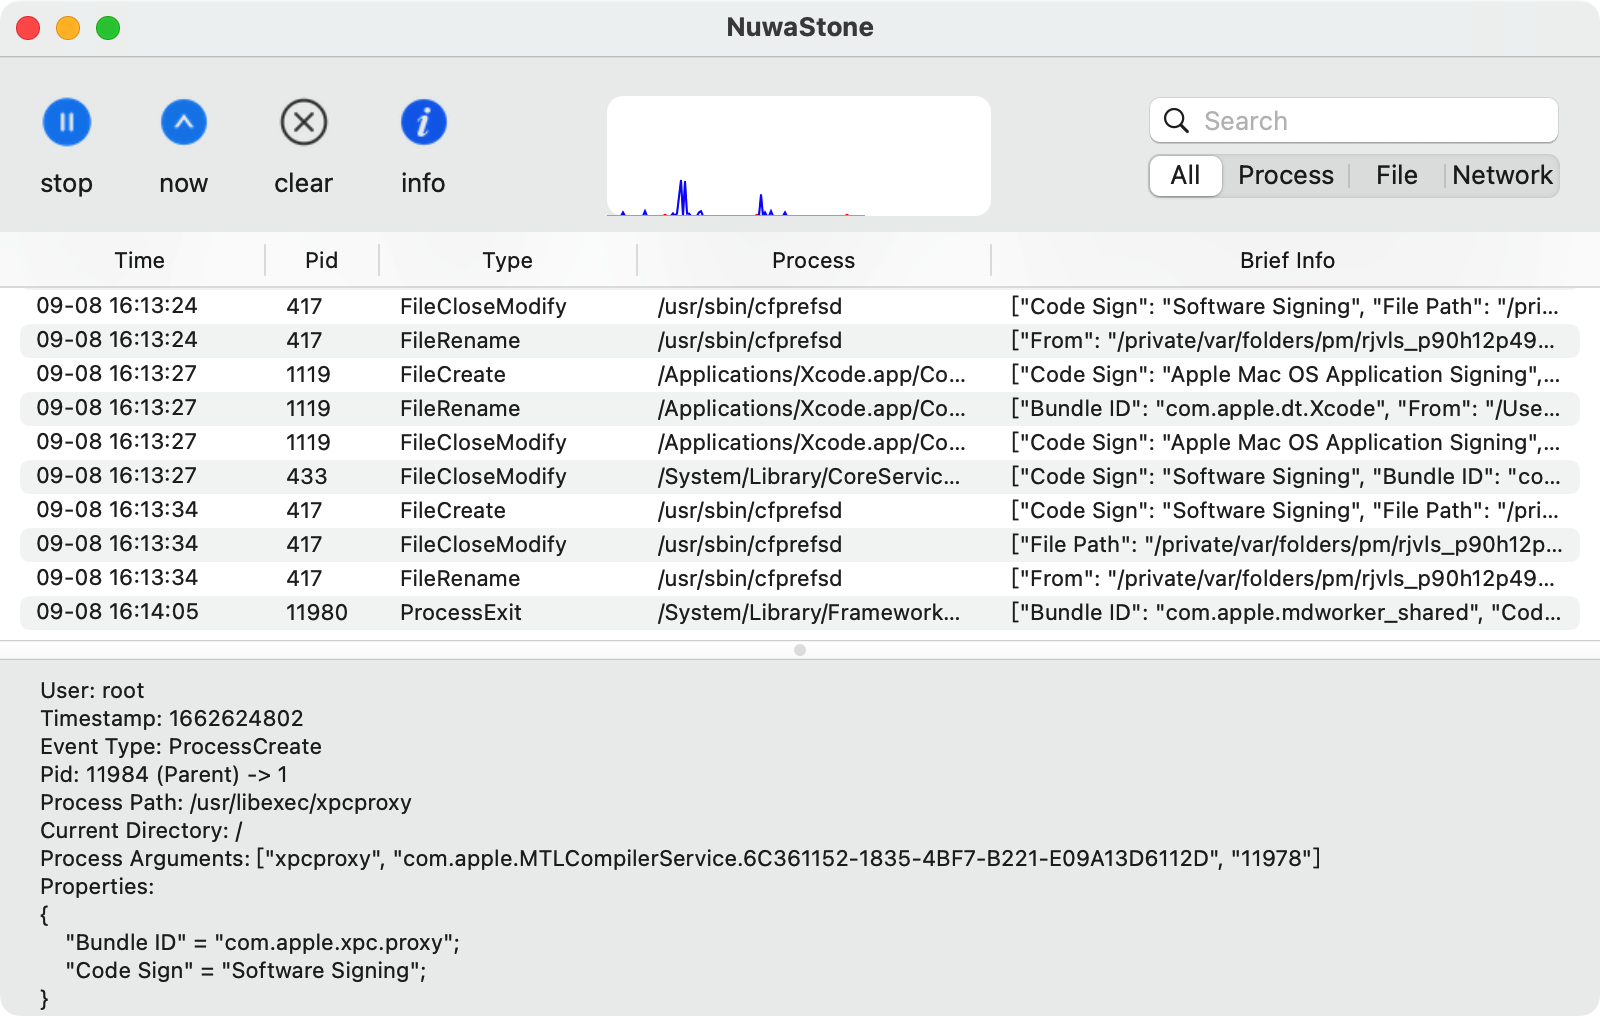 NuwaStone
stop now clear info
Search
All Process File Network
Time Pid Type Process Brief Info
09-08 16:13:24 417 FileCloseModify /usr/sbin/cfprefsd ["Code Sign": "Software Signing", "File Path": "/pri...
09-08 16:13:24 417 FileRename /usr/sbin/cfprefsd ["From": "/private/var/folders/pm/rjvls_p90h12p49...
09-08 16:13:27 1119 FileCreate /Applications/Xcode.app/Co... ["Code Sign": "Apple Mac OS Application Signing",...
09-08 16:13:27 1119 FileRename /Applications/Xcode.app/Co... ["Bundle ID": "com.apple.dt.Xcode", "From": "/Use...
09-08 16:13:27 1119 FileCloseModify /Applications/Xcode.app/Co... ["Code Sign": "Apple Mac OS Application Signing",...
09-08 16:13:27 433 FileCloseModify /System/Library/CoreServic... ["Code Sign": "Software Signing", "Bundle ID": "co...
09-08 16:13:34 417 FileCreate /usr/sbin/cfprefsd ["Code Sign": "Software Signing", "File Path": "/pri...
09-08 16:13:34 417 FileCloseModify /usr/sbin/cfprefsd ["File Path": "/private/var/folders/pm/rjvls_p90h12p...
09-08 16:13:34 417 FileRename /usr/sbin/cfprefsd ["From": "/private/var/folders/pm/rjvls_p90h12p49...
09-08 16:14:05 11980 ProcessExit /System/Library/Framework... ["Bundle ID": "com.apple.mdworker_shared", "Cod...
User: root
Timestamp: 1662624802
Event Type: ProcessCreate
Pid: 11984 (Parent) -> 1
Process Path: /usr/libexec/xpcproxy
Current Directory: /
Process Arguments: ["xpcproxy", "com.apple.MTLCompilerService.6C361152-1835-4BF7-B221-E09A13D6112D", "11978"]
Properties:
{
"Bundle ID" = "com.apple.xpc.proxy";
"Code Sign" = "Software Signing";
}